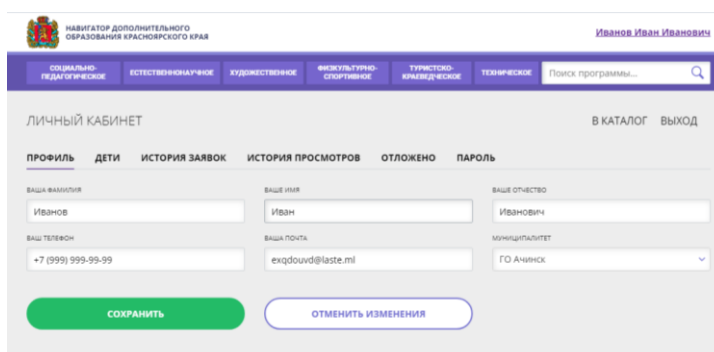 НАВИГАТОР ДОПОЛНИТЕЛЬНОГО
ОБРАЗОВАНИЯ КРАСНОЯРСКОГО КРАЯ
Иванов Иван Иванович
СОЦИАЛЬНО-
ПЕДАГОГИЧЕСКОЕ
ЕСТЕСТВЕННОНАУЧНОЕ
ХУДОЖЕСТВЕННОЕ
ФИЗКУЛЬТУРНО-
СПОРТИВНОЕ
ТУРИСТСКО-
КРАЕВЕДЧЕСКОЕ
ТЕХНИЧЕСКОЕ
Поиск программы...
ЛИЧНЫЙ КАБИНЕТ
В КАТАЛОГ ВЫХОД
ПРОФИЛЬ ДЕТИ ИСТОРИЯ ЗАЯВОК ИСТОРИЯ ПРОСМОТРОВ ОТЛОЖЕНО ПАРОЛЬ
ВАША ФАМИЛИЯ ВАШЕ ИМЯ ВАШЕ ОТЧЕСТВО
Иванов Иван Иванович
ВАШ ТЕЛЕФОН ВАША ПОЧТА МУНИЦИПАЛИТЕТ
+7 (999) 999-99-99 exqdouvd@laste.ml ГО Ачинск
СОХРАНИТЬ ОТМЕНИТЬ ИЗМЕНЕНИЯ